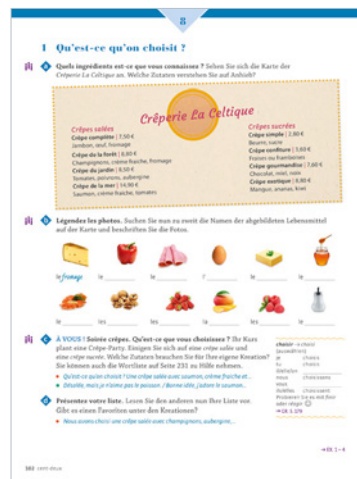 8
1 Qu'est-ce qu'on choisit ?
a Quels ingrédients est-ce que vous connaissez ? Sehen Sie sich die Karte der
Crêperie La Celtique an. Welche Zutaten verstehen Sie auf Anhieb?
Crêperie La Celtique
Crêpes salées
Crêpe complète | 7,50 €
Jambon, œuf, fromage
Crêpe de la forêt | 8,80 €
Champignons, crème fraîche, fromage
Crêpe du jardin | 8,50 €
Tomates, poivrons, aubergine
Crêpe de la mer | 14,90 €
Saumon, crème fraîche, tomates
Crêpes sucrées
Crêpe simple | 3,80 €
Beurre, sucre
Crêpe confiture | 7,60 €
Fraises ou framboises
Crêpe gourmandise | 7,60 €
Chocolat, miel, noix
Crêpe exotique | 8,80 €
Mangue, ananas, kiwi
b Légendez les photos. Suchen Sie nun zu zweit die Namen der abgebildeten Lebensmittel
auf der Karte und beschriften Sie die Fotos.
le fromage le le l' le le
le les les la les le
c À VOUS ! Soirée crêpes. Qu'est-ce que vous choisissez ? Ihr Kurs
plant eine Crêpe-Party. Einigen Sie sich auf eine crêpe salée und
eine crêpe sucrée. Welche Zutaten brauchen Sie für Ihre eigene Kreation?
Sie können auch die Wortliste auf Seite 231 zu Hilfe nehmen.
Qu'est-ce qu'on choisit ? Une crêpe salée avec saumon, crème fraîche et...
Désolée, mais je n'aime pas le poisson. / Bonne idée, j'adore le saumon...
d Présentez votre liste. Lesen Sie den anderen nun Ihre Liste vor.
Gibt es einen Favoriten unter den Kreationen?
Nous avons choisi une crêpe salée avec champignons, aubergine,...
choisir
(auswählen)
je choisis
tu choisis
il/elle/on
nous choisissons
vous
ils/elles choisissent
102 cent deux